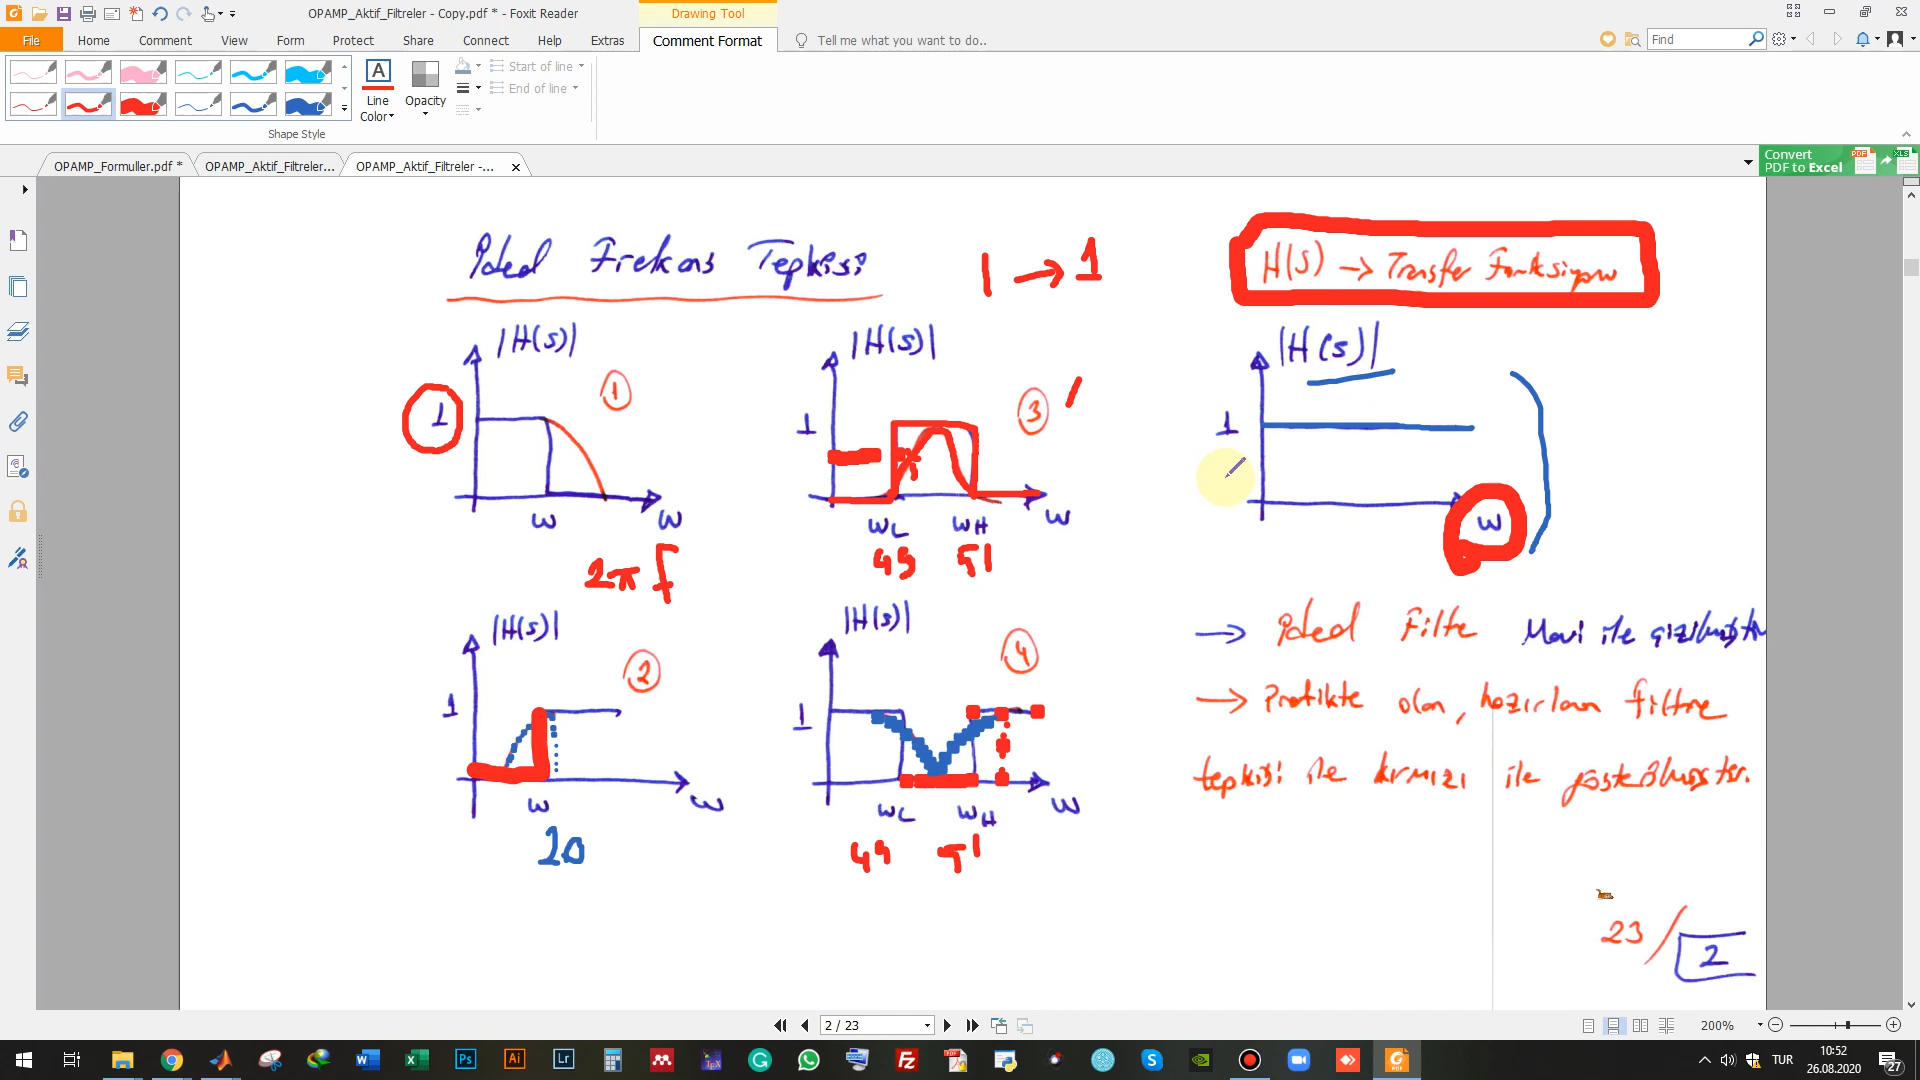 OPAMP_Aktif_Filtreler - Copy.pdf * - Foxit Reader
Drawing Tool
File Home Comment View Form Protect Share Connect Help Extras Comment Format Tell me what you want to do.. Find
Line Color
Opacity
Start of line
End of line
Shape Style
OPAMP_Formuller.pdf * OPAMP_Aktif_Filtreler... OPAMP_Aktif_Filtreler -...
Convert PDF to Excel
İdeal Frekans Tepkisi
1 → 1
H(s) → Transfer Fonksiyonu
|H(s)| 1 ① w w
2π f
|H(s)| 1 ③ wL wH w
49 51
|H(s)| 1 w
|H(s)| 1 ② w w
20
|H(s)| 1 ④ wL wH w
49 51
→ İdeal Filtre Mavi ile çizilmiştir
→ Pratikte olan, hazırlanan filtre
tepkisi ile kırmızı ile gösterilmiştir.
23 / 2
2 / 23
200%
TUR
10:52
26.08.2020
27